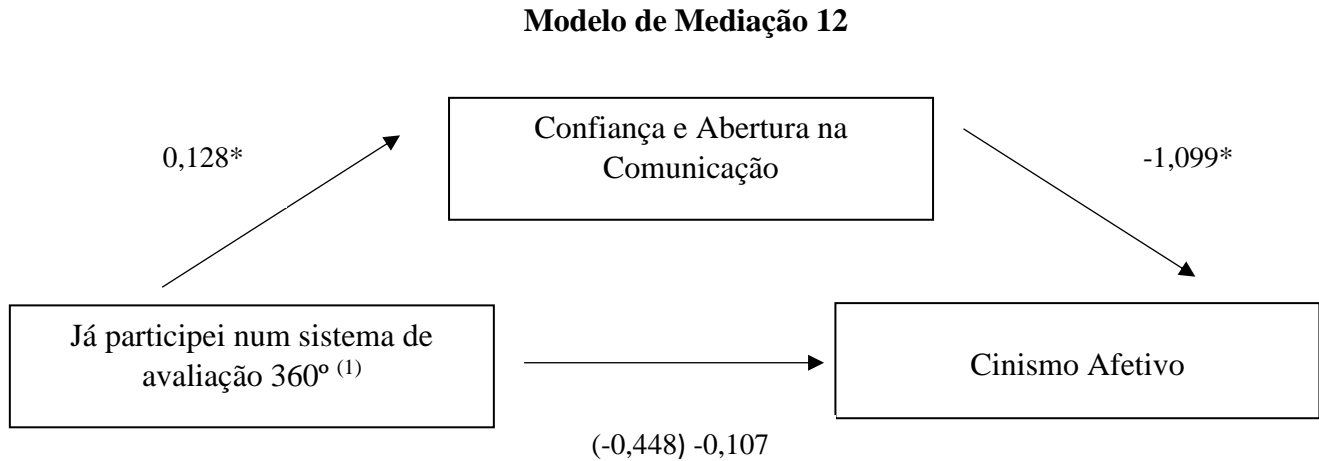 Modelo de Mediação 12
Confiança e Abertura na
Comunicação
0,128*
-1,099*
Já participei num sistema de
avaliação 360º (1)
Cinismo Afetivo
(-0,448) -0,107